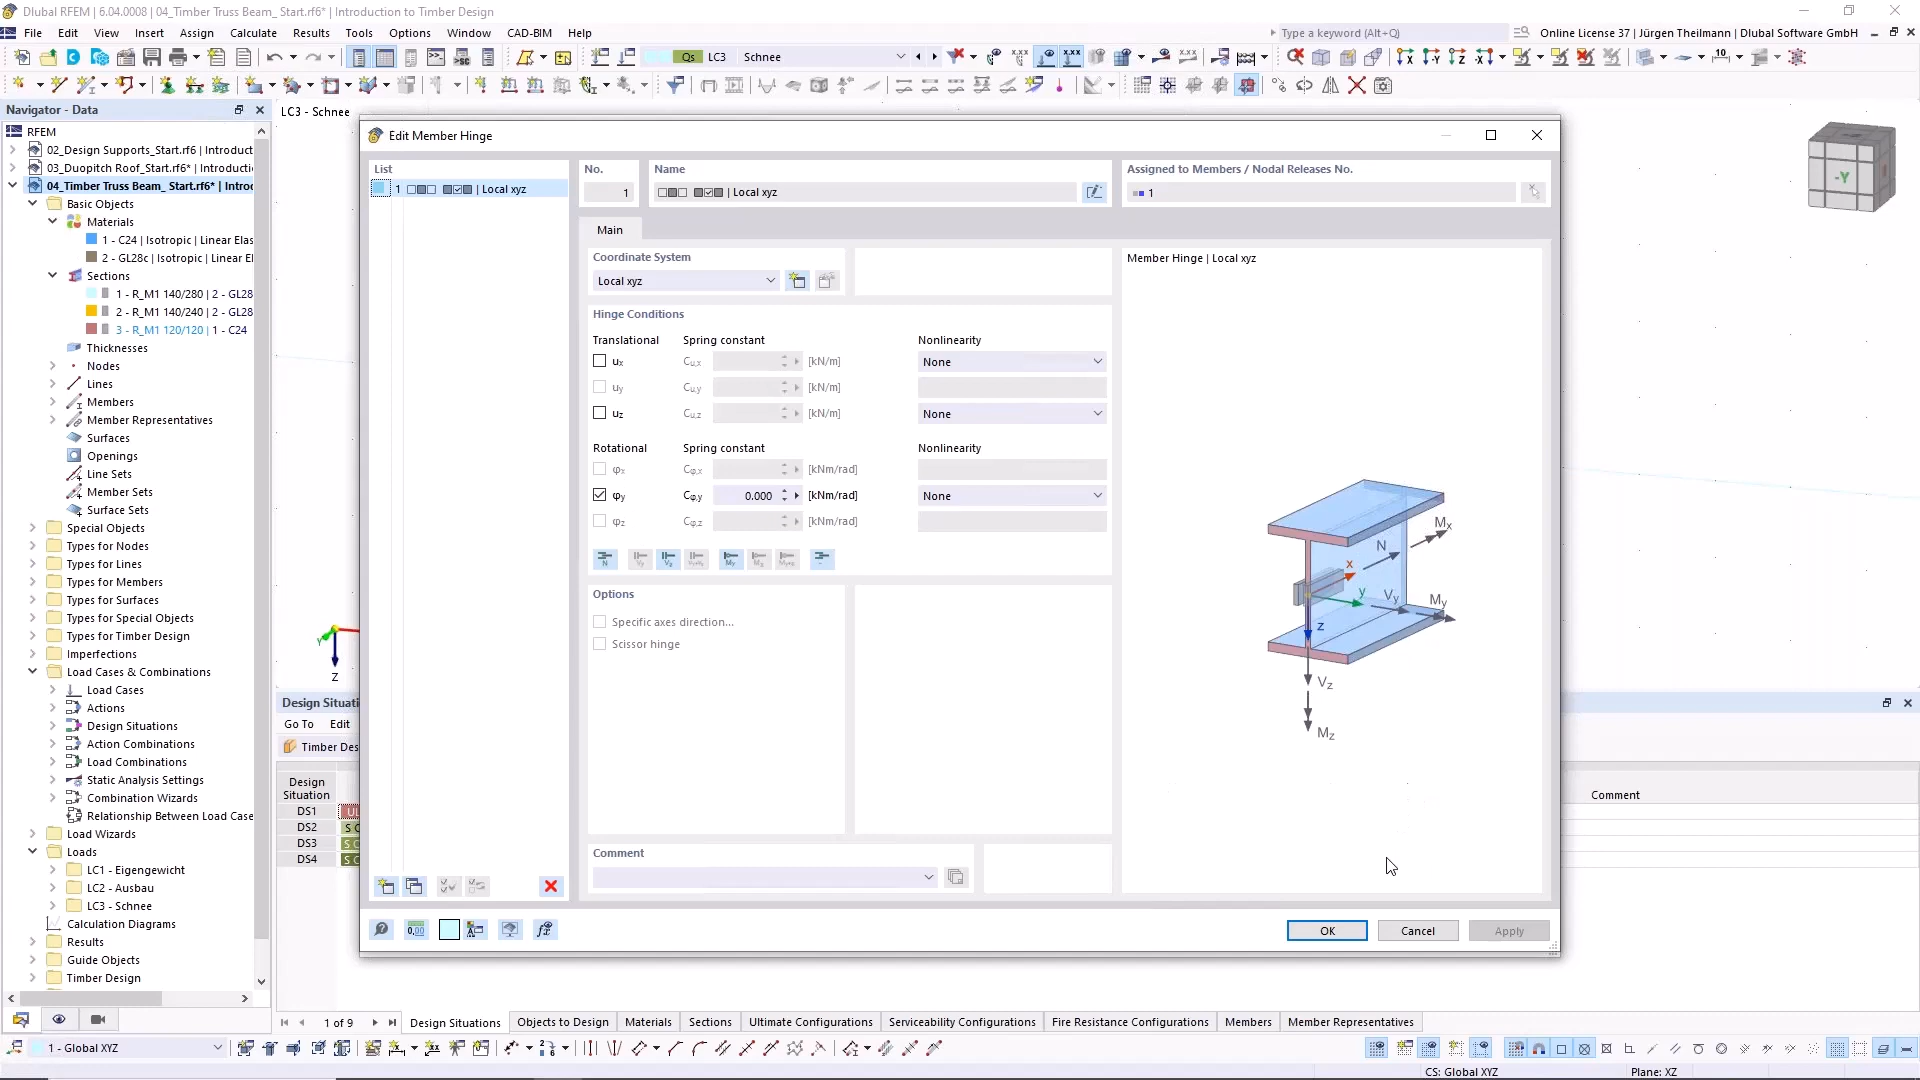 Dlubal RFEM | 6.04.0008 | 04_Timber Truss Beam_ Start.rf6* | Introduction to Timber Design
File Edit View Insert Assign Calculate Results Tools Options Window CAD-BIM Help
Type a keyword (Alt+Q)
Online License 37 | Jürgen Theilmann | Dlubal Software GmbH
Qs LC3 Schnee
Navigator - Data
LC3 - Schnee
RFEM
02_Design Supports_Start.rf6 | Introduct
03_Duopitch Roof_Start.rf6* | Introducti
04_Timber Truss Beam_ Start.rf6* | Introc
Basic Objects
Materials
1 - C24 | Isotropic | Linear Elas
2 - GL28c | Isotropic | Linear E
Sections
1 - R_M1 140/280 | 2 - GL28
2 - R_M1 140/240 | 2 - GL28
3 - R_M1 120/120 | 1 - C24
Thicknesses
Nodes
Lines
Members
Member Representatives
Surfaces
Openings
Line Sets
Member Sets
Surface Sets
Special Objects
Types for Nodes
Types for Lines
Types for Members
Types for Surfaces
Types for Special Objects
Types for Timber Design
Imperfections
Load Cases & Combinations
Load Cases
Actions
Design Situations
Action Combinations
Load Combinations
Static Analysis Settings
Combination Wizards
Relationship Between Load Case
Load Wizards
Loads
LC1 - Eigengewicht
LC2 - Ausbau
LC3 - Schnee
Calculation Diagrams
Results
Guide Objects
Timber Design
Edit Member Hinge
List
1 | Local xyz
No.
1
Name
| Local xyz
Assigned to Members / Nodal Releases No.
1
Main
Coordinate System
Local xyz
Hinge Conditions
Translational Spring constant Nonlinearity
ux Cu,x [kN/m] None
uy Cu,y [kN/m]
uz Cu,z [kN/m] None
Rotational Spring constant Nonlinearity
φx Cφ,x [kNm/rad]
φy Cφ,y 0.000 [kNm/rad] None
φz Cφ,z [kNm/rad]
Options
Specific axes direction...
Scissor hinge
Comment
Member Hinge | Local xyz
Mx
N
x
y
Vy
My
z
Vz
Mz
OK Cancel Apply
-Y
Y
Z
Design Situati
Go To Edit
Timber Des
Design
Situation
DS1
DS2
DS3
DS4
Comment
1 of 9
Design Situations Objects to Design Materials Sections Ultimate Configurations Serviceability Configurations Fire Resistance Configurations Members Member Representatives
1 - Global XYZ
CS: Global XYZ
Plane: XZ